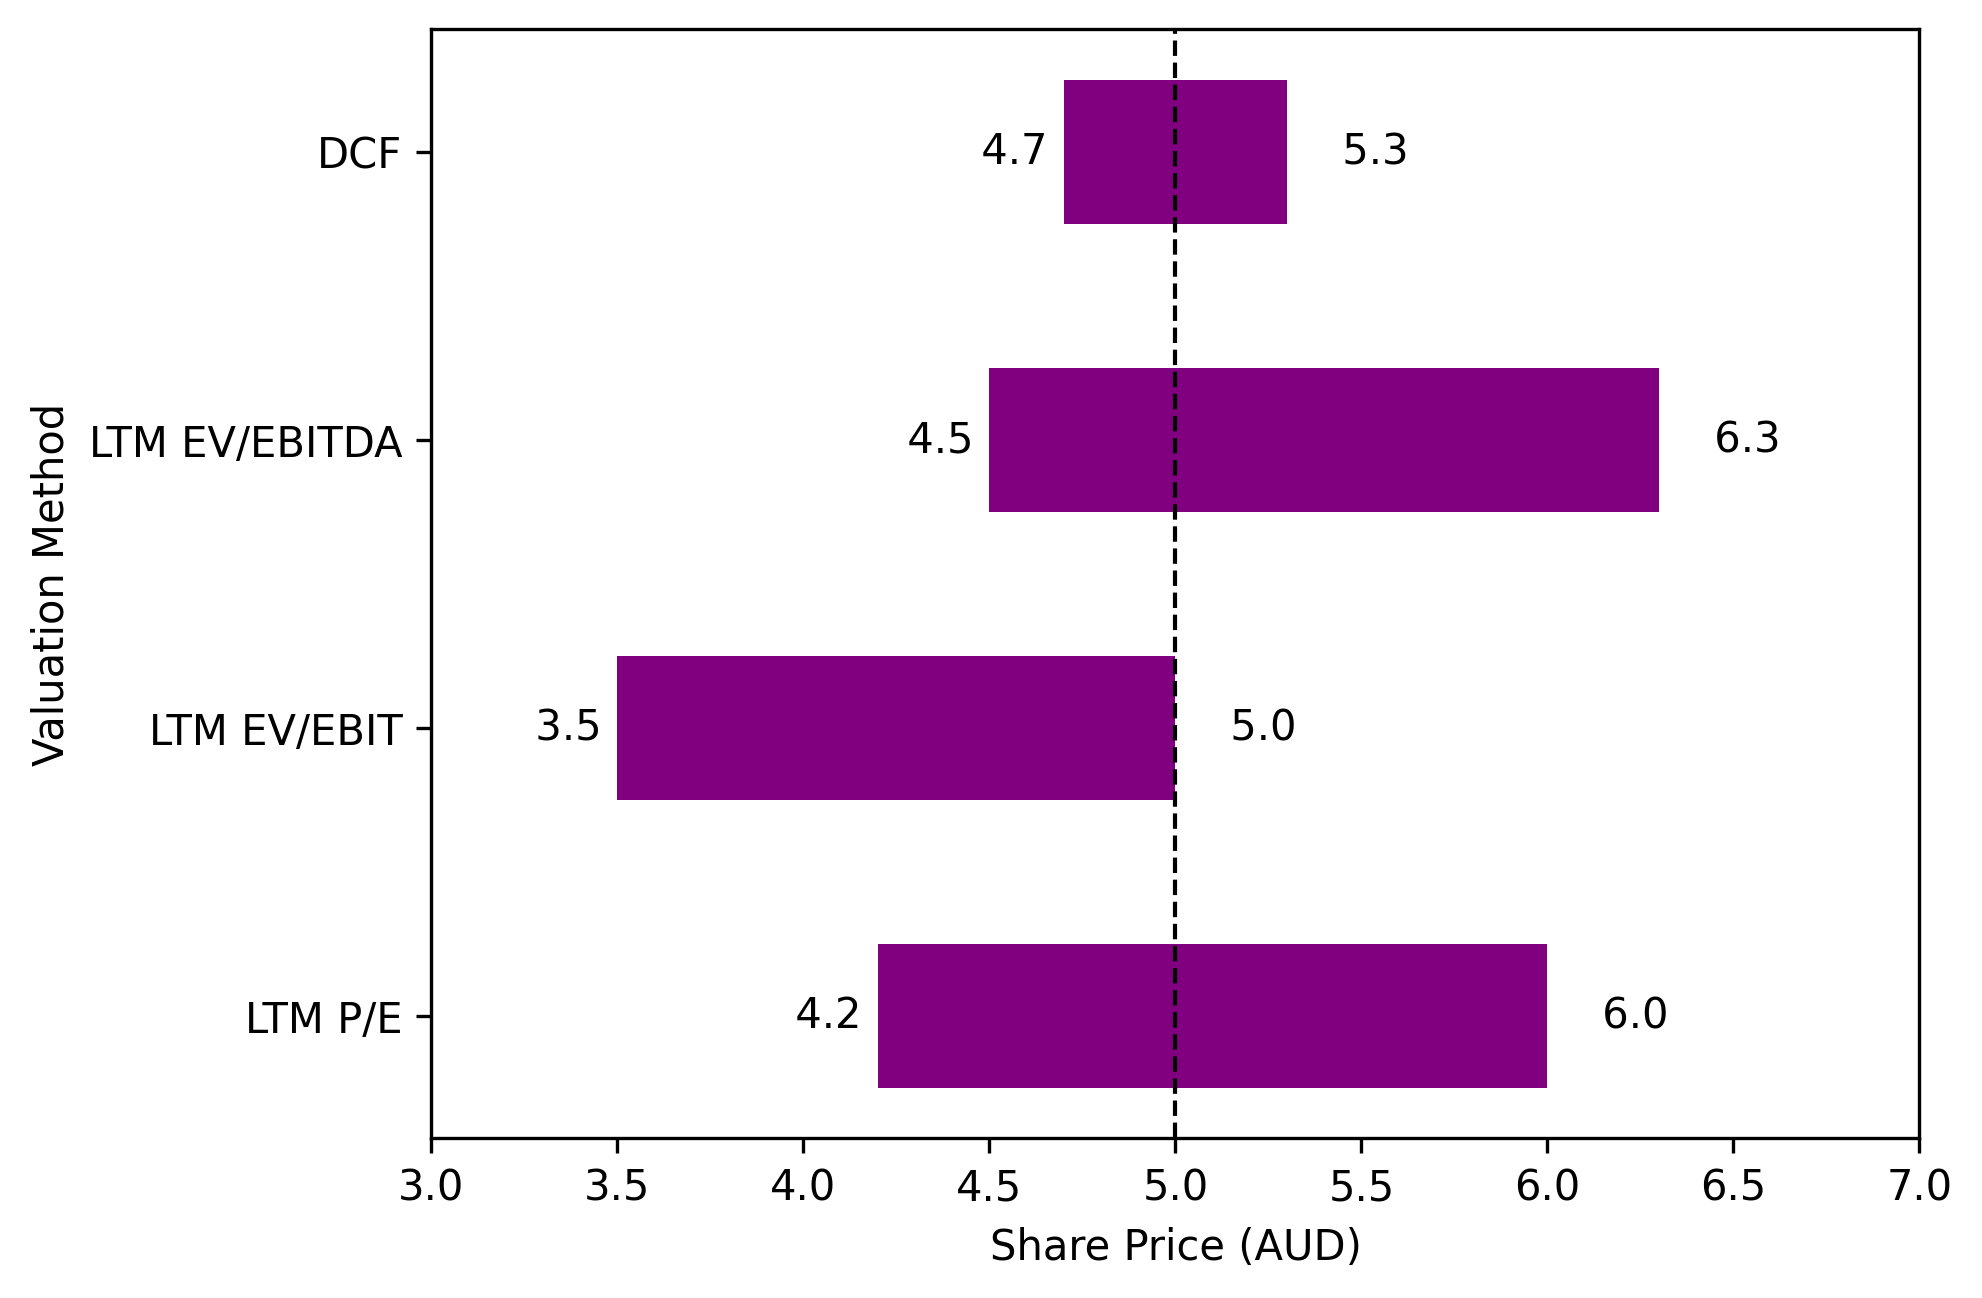 DCF
4.7
5.3
LTM EV/EBITDA
4.5
6.3
LTM EV/EBIT
3.5
5.0
LTM P/E
4.2
6.0
Valuation Method
3.0 3.5 4.0 4.5 5.0 5.5 6.0 6.5 7.0
Share Price (AUD)